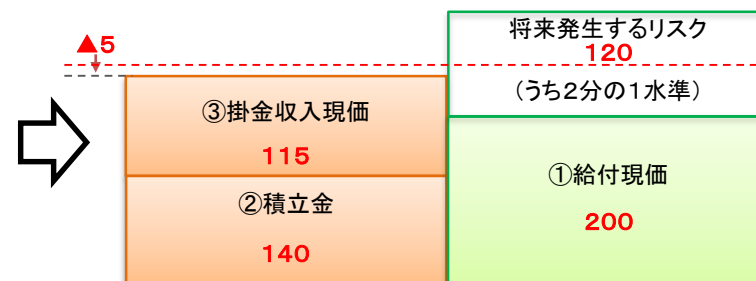 ▲5
③掛金収入現価
115
②積立金
140
将来発生するリスク
120
(うち2分の1水準)
①給付現価
200